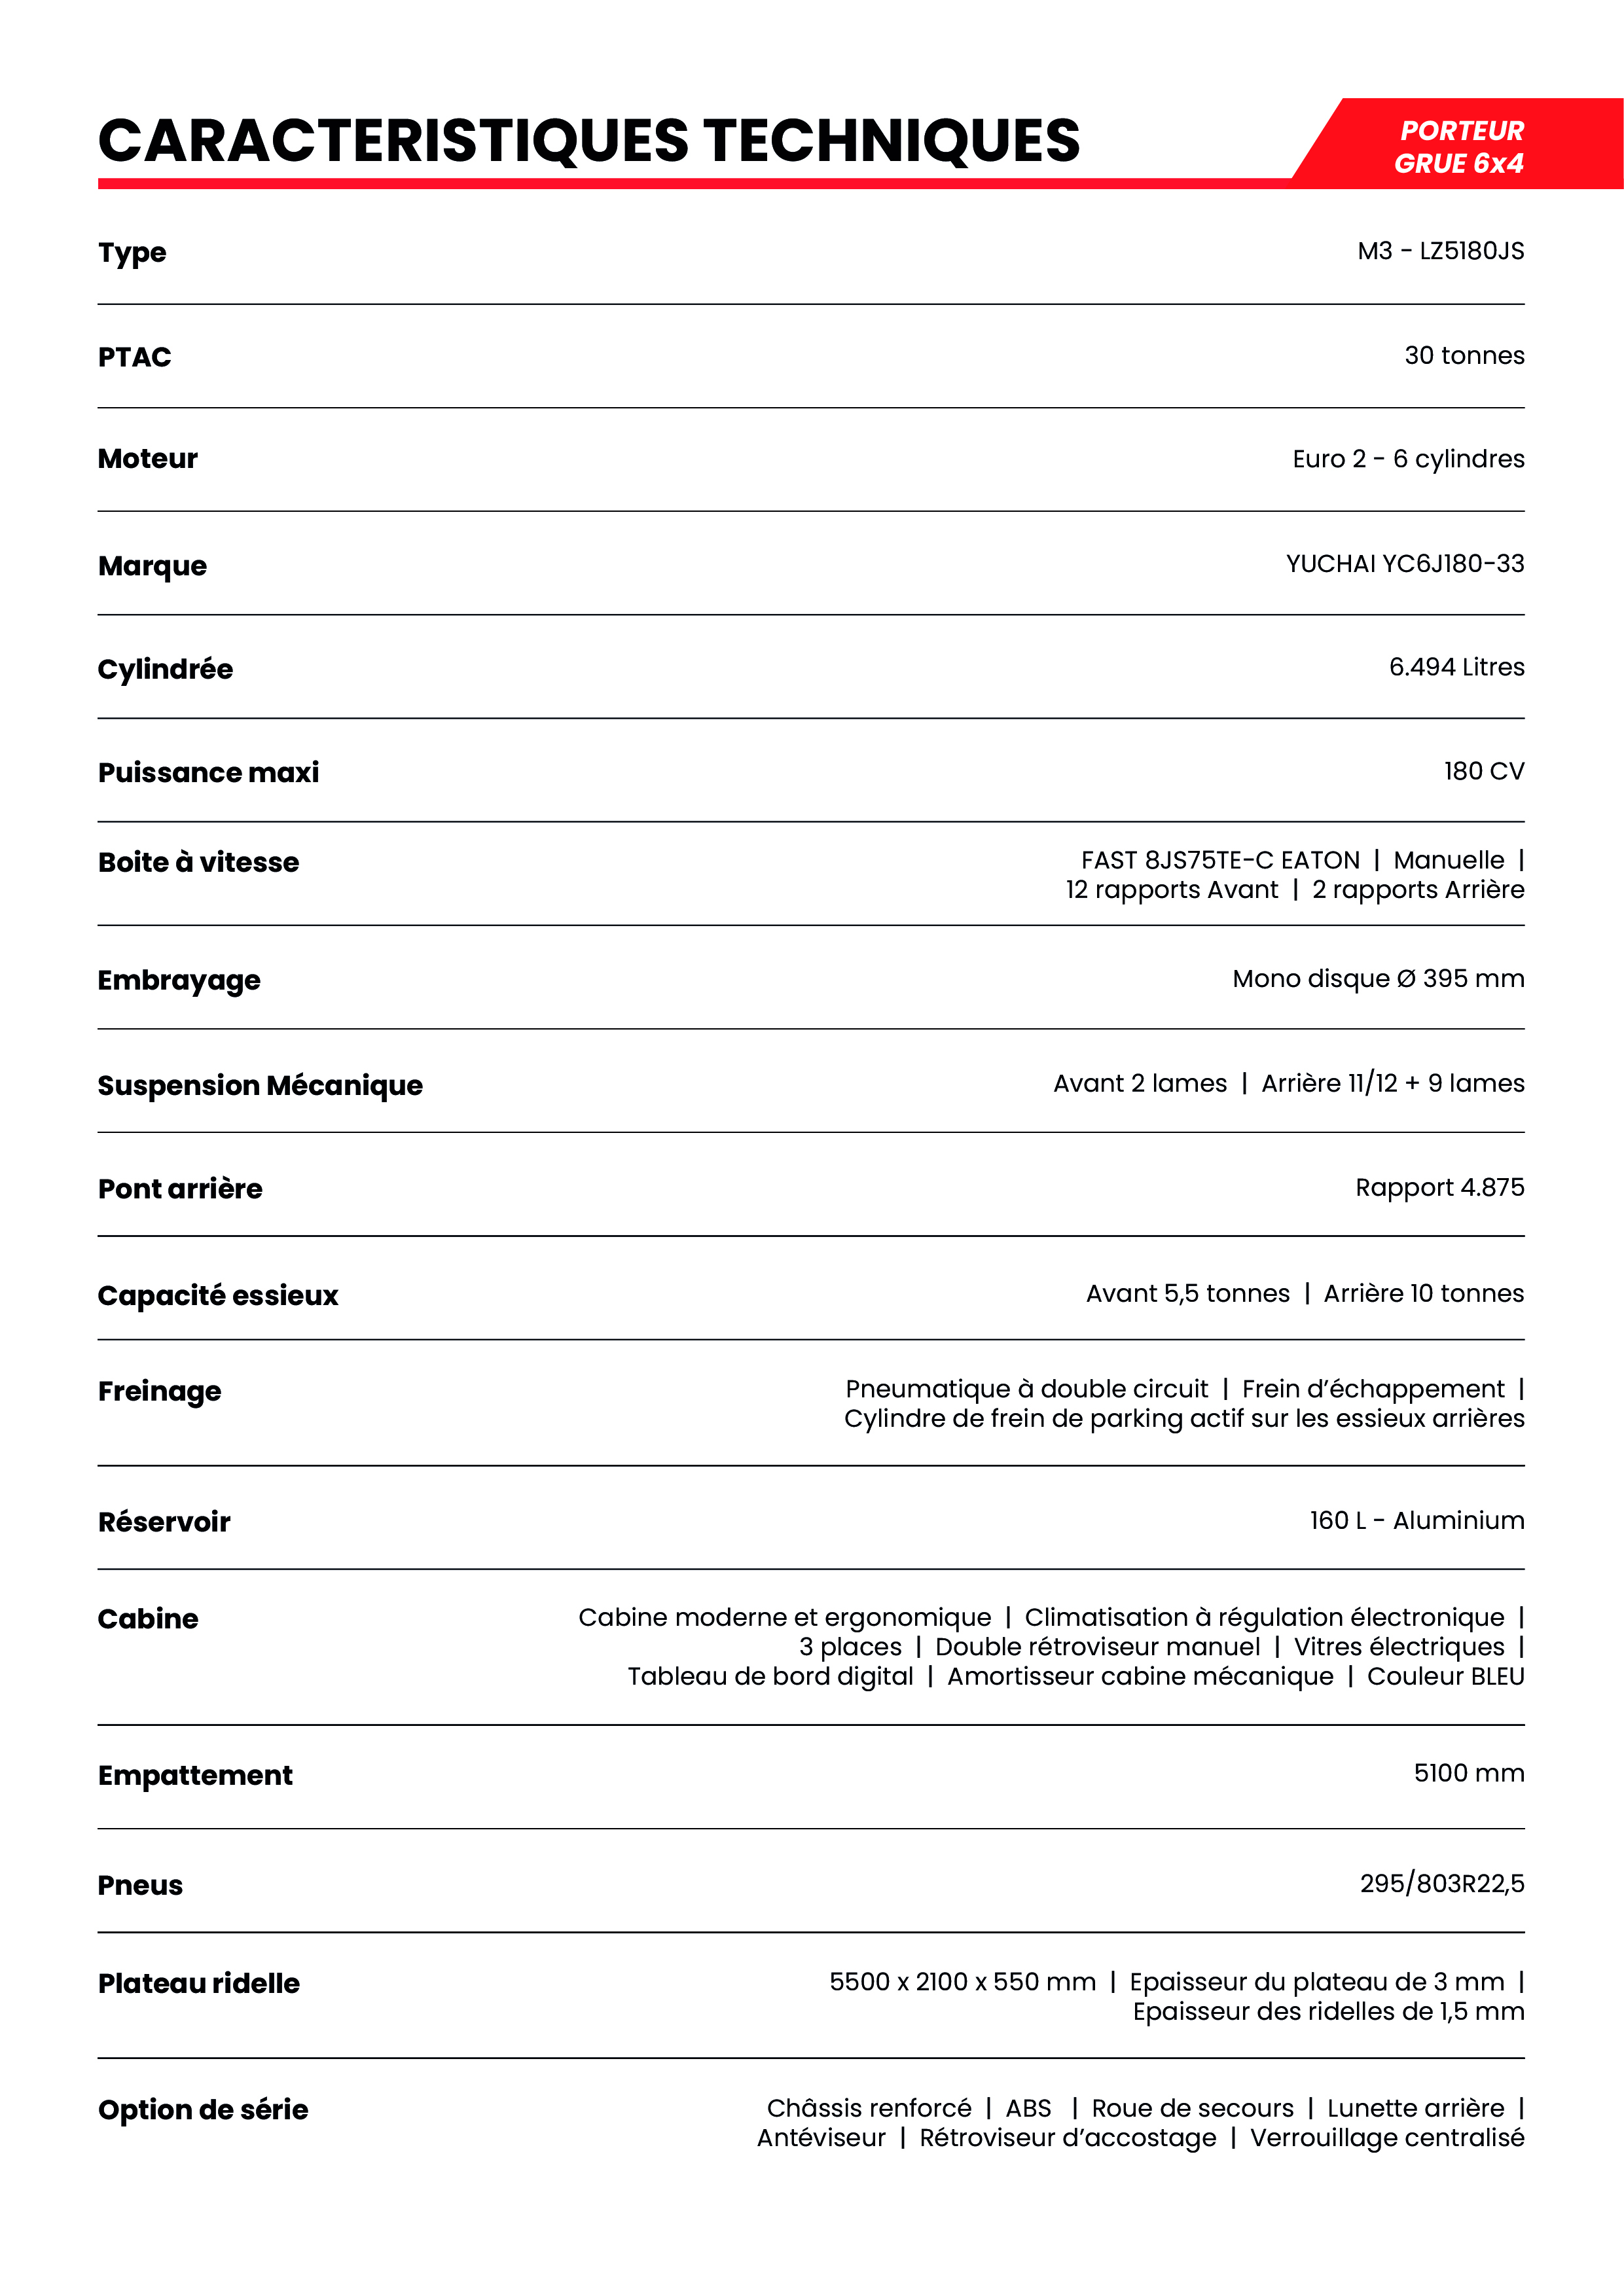 CARACTERISTIQUES TECHNIQUES
PORTEUR
GRUE 6x4
Type
M3 - LZ5180JS
PTAC
30 tonnes
Moteur
Euro 2 - 6 cylindres
Marque
YUCHAI YC6J180-33
Cylindrée
6.494 Litres
Puissance maxi
180 CV
Boite à vitesse
FAST 8JS75TE-C EATON | Manuelle |
12 rapports Avant | 2 rapports Arrière
Embrayage
Mono disque Ø 395 mm
Suspension Mécanique
Avant 2 lames | Arrière 11/12 + 9 lames
Pont arrière
Rapport 4.875
Capacité essieux
Avant 5,5 tonnes | Arrière 10 tonnes
Freinage
Pneumatique à double circuit | Frein d’échappement |
Cylindre de frein de parking actif sur les essieux arrières
Réservoir
160 L - Aluminium
Cabine
Cabine moderne et ergonomique | Climatisation à régulation électronique |
3 places | Double rétroviseur manuel | Vitres électriques |
Tableau de bord digital | Amortisseur cabine mécanique | Couleur BLEU
Empattement
5100 mm
Pneus
295/803R22,5
Plateau ridelle
5500 x 2100 x 550 mm | Epaisseur du plateau de 3 mm |
Epaisseur des ridelles de 1,5 mm
Option de série
Châssis renforcé | ABS | Roue de secours | Lunette arrière |
Antéviseur | Rétroviseur d’accostage | Verrouillage centralisé